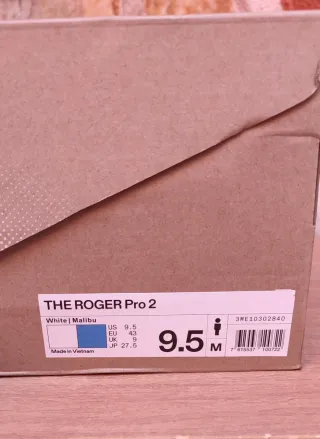 THE ROGER Pro 2
White | Malibu
US 9.5
EU 43
UK 9
JP 27.5
9.5 M
3ME10302840
Made in Vietnam